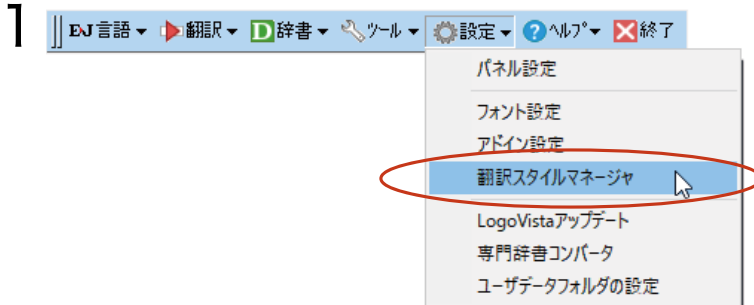 1
EJ言語 翻訳 D辞書 ツール 設定 ?ヘルプ 終了
パネル設定
フォント設定
アドイン設定
翻訳スタイルマネージャ
LogoVistaアップデート
専門辞書コンバータ
ユーザデータフォルダの設定